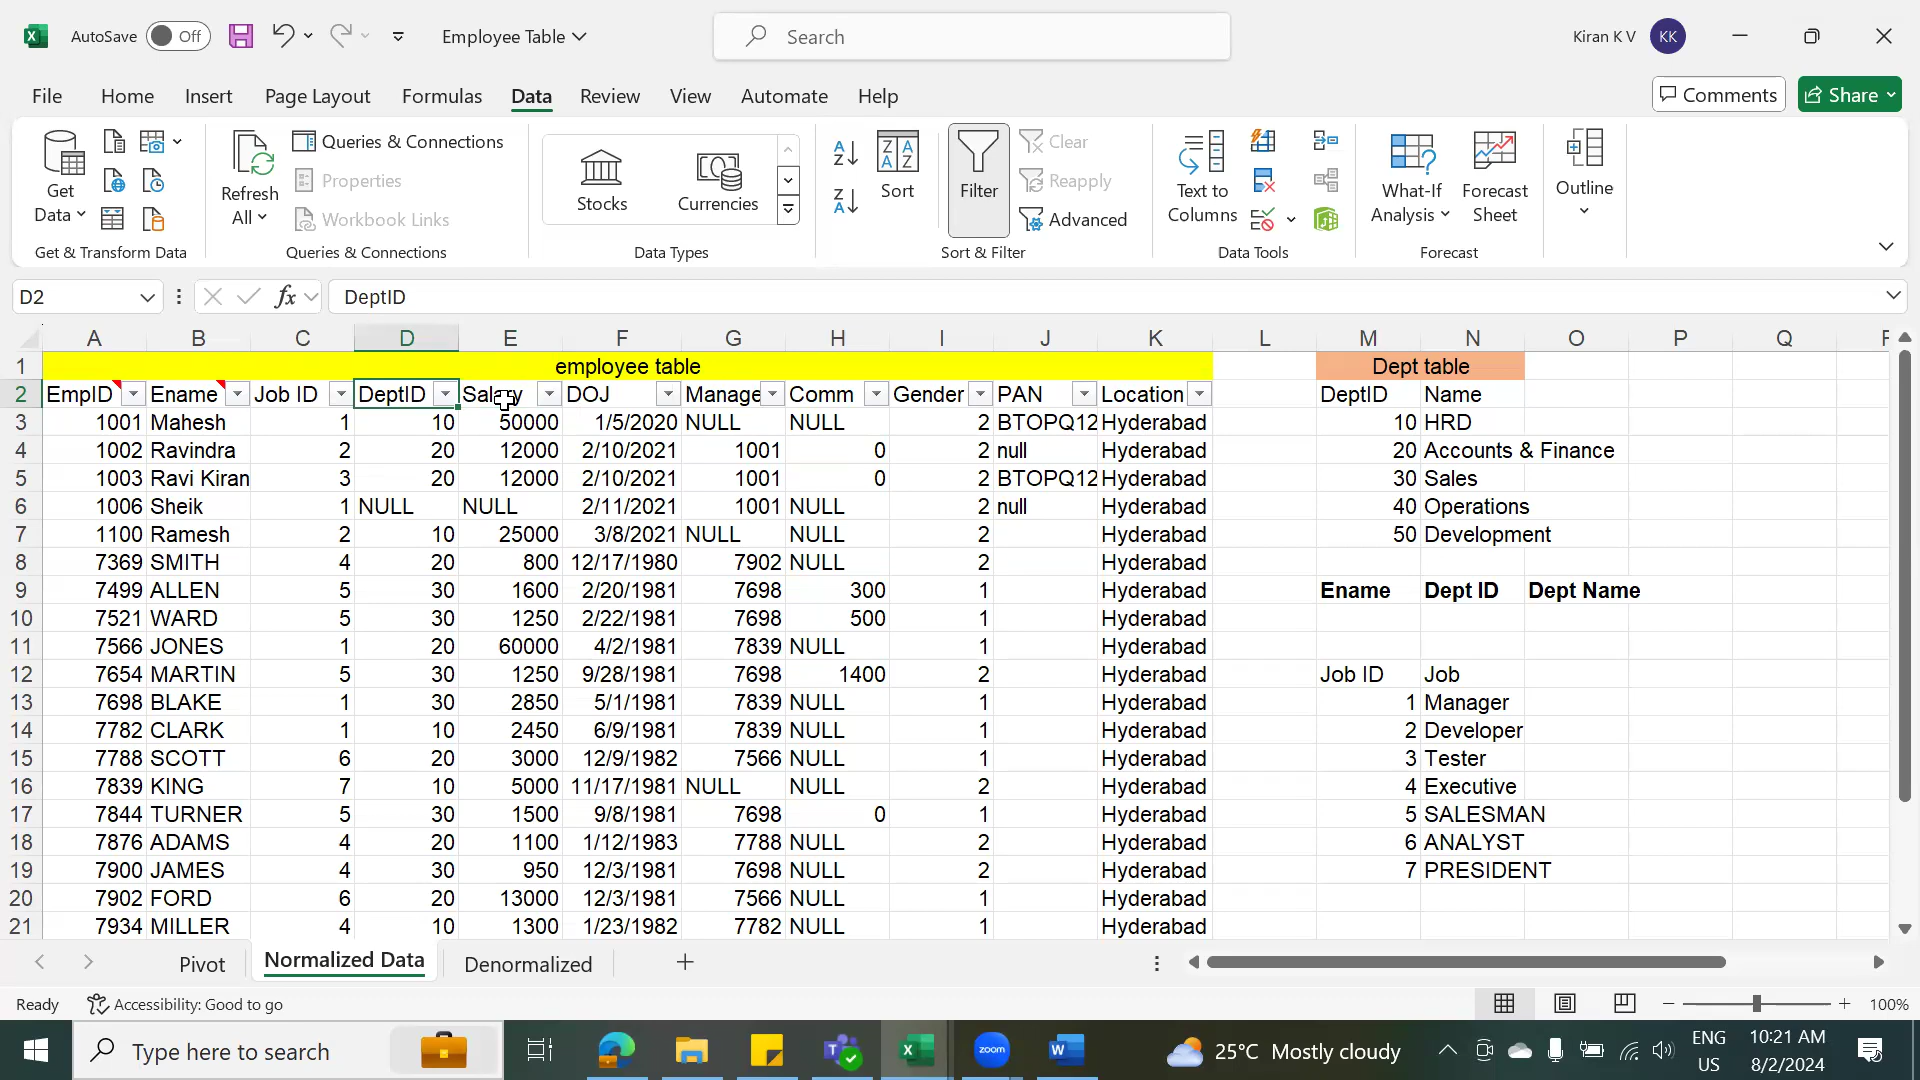 AutoSave Off Employee Table Search Kiran K V KK
File Home Insert Page Layout Formulas Data Review View Automate Help Comments Share
Get Data
Refresh All
Queries & Connections
Properties
Workbook Links
Stocks
Currencies
Sort
Filter
Clear
Reapply
Advanced
Text to Columns
What-If Analysis
Forecast Sheet
Outline
Get & Transform Data Queries & Connections Data Types Sort & Filter Data Tools Forecast
D2 fx DeptID
A B C D E F G H I J K L M N O P Q
1 employee table Dept table
2 EmpID Ename Job ID DeptID Salary DOJ Manage Comm Gender PAN Location DeptID Name
3 1001 Mahesh 1 10 50000 1/5/2020 NULL NULL 2 BTOPQ12 Hyderabad 10 HRD
4 1002 Ravindra 2 20 12000 2/10/2021 1001 0 2 null Hyderabad 20 Accounts & Finance
5 1003 Ravi Kiran 3 20 12000 2/10/2021 1001 0 2 BTOPQ12 Hyderabad 30 Sales
6 1006 Sheik 1 NULL NULL 2/11/2021 1001 NULL 2 null Hyderabad 40 Operations
7 1100 Ramesh 2 10 25000 3/8/2021 NULL NULL 2 Hyderabad 50 Development
8 7369 SMITH 4 20 800 12/17/1980 7902 NULL 2 Hyderabad
9 7499 ALLEN 5 30 1600 2/20/1981 7698 300 1 Hyderabad Ename Dept ID Dept Name
10 7521 WARD 5 30 1250 2/22/1981 7698 500 1 Hyderabad
11 7566 JONES 1 20 60000 4/2/1981 7839 NULL 1 Hyderabad
12 7654 MARTIN 5 30 1250 9/28/1981 7698 1400 2 Hyderabad Job ID Job
13 7698 BLAKE 1 30 2850 5/1/1981 7839 NULL 1 Hyderabad 1 Manager
14 7782 CLARK 1 10 2450 6/9/1981 7839 NULL 1 Hyderabad 2 Developer
15 7788 SCOTT 6 20 3000 12/9/1982 7566 NULL 1 Hyderabad 3 Tester
16 7839 KING 7 10 5000 11/17/1981 NULL NULL 2 Hyderabad 4 Executive
17 7844 TURNER 5 30 1500 9/8/1981 7698 0 1 Hyderabad 5 SALESMAN
18 7876 ADAMS 4 20 1100 1/12/1983 7788 NULL 2 Hyderabad 6 ANALYST
19 7900 JAMES 4 30 950 12/3/1981 7698 NULL 2 Hyderabad 7 PRESIDENT
20 7902 FORD 6 20 13000 12/3/1981 7566 NULL 1 Hyderabad
21 7934 MILLER 4 10 1300 1/23/1982 7782 NULL 1 Hyderabad
Pivot Normalized Data Denormalized
Ready Accessibility: Good to go 100%
Type here to search zoom 25°C Mostly cloudy ENG US 10:21 AM 8/2/2024